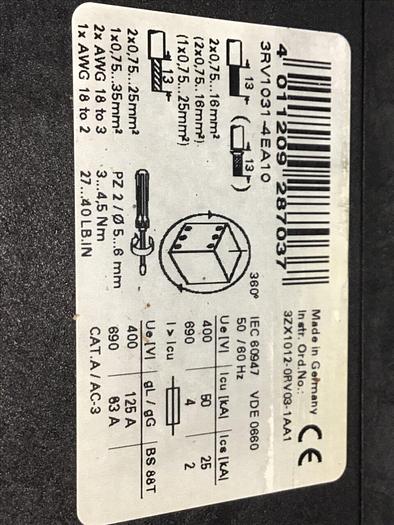 4 011209 287037
3RV1031-4EA10
Made in Germany
Instr. Ord.No.:
3ZX1012-0RV03-1AA1
CE
13
13
13
2x0,75...16mm²
(2x0,75...16mm²)
(1x0,75...25mm²)
2x0,75...25mm²
1x0,75...35mm²
2x AWG 18 to 3
1x AWG 18 to 2
PZ 2 / Ø 5...6 mm
3...4,5 Nm
27...40 LB.IN
360°
IEC 60947 VDE 0660
50 / 60 Hz
Ue [V] Icu [kA] Ics [kA]
400 50 25
690 4 2
I > Icu
Ue[V] gL / gG BS 88T
400 125 A
690 63 A
CAT.A / AC-3